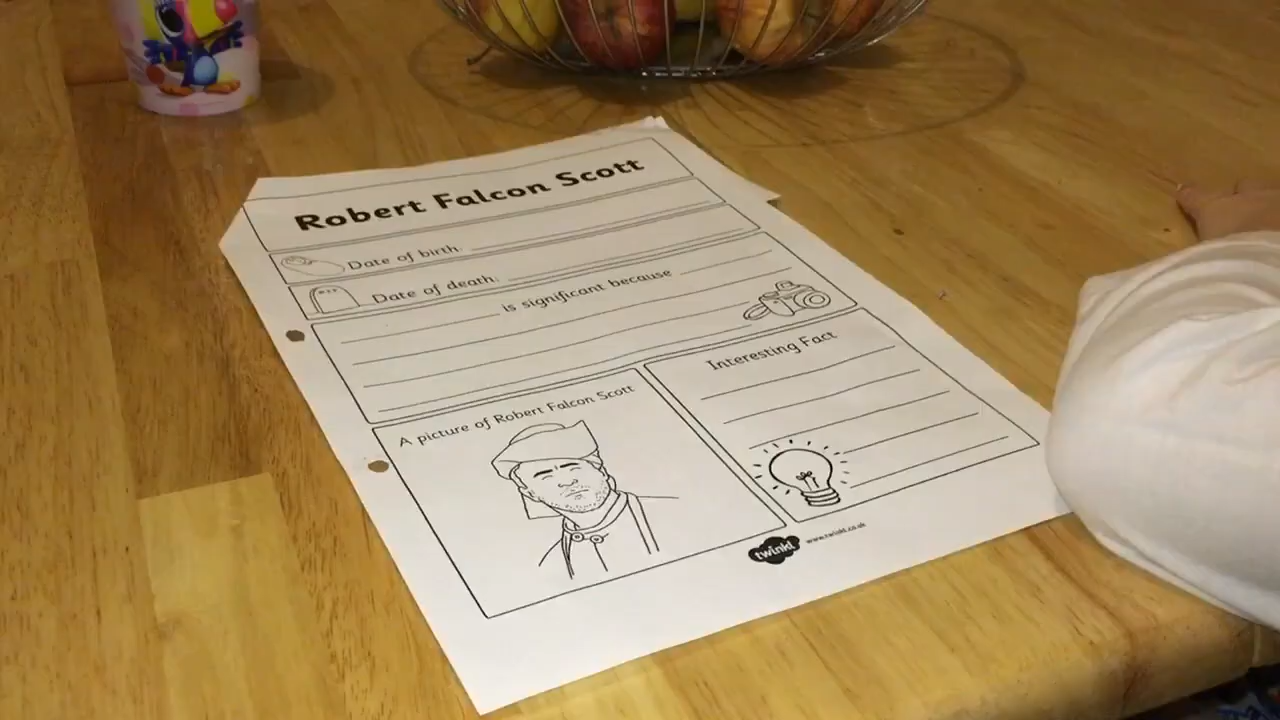 Robert Falcon Scott
Date of birth:
Date of death:
is significant because
A picture of Robert Falcon Scott
Interesting Fact
twinkl www.twinkl.co.uk